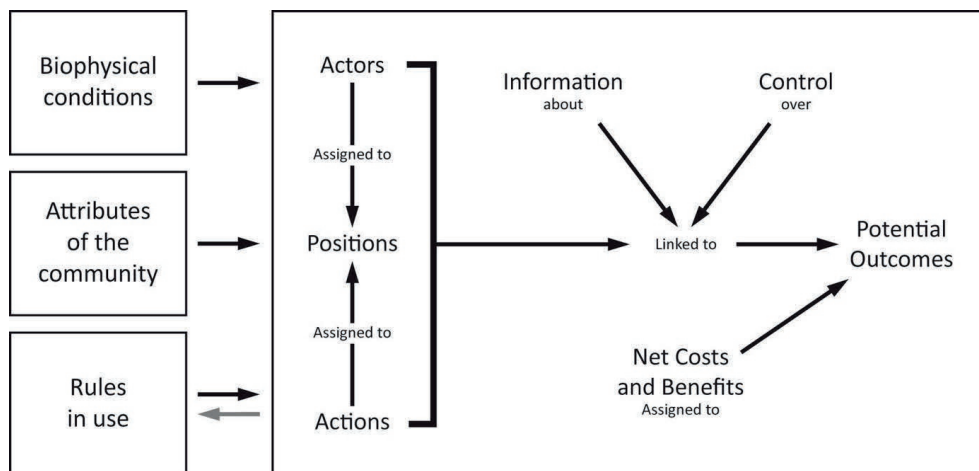 Biophysical
conditions
Attributes
of the
community
Rules
in use
Actors
Assigned to
Positions
Assigned to
Actions
Information
about
Control
over
Linked to
Potential
Outcomes
Net Costs
and Benefits
Assigned to